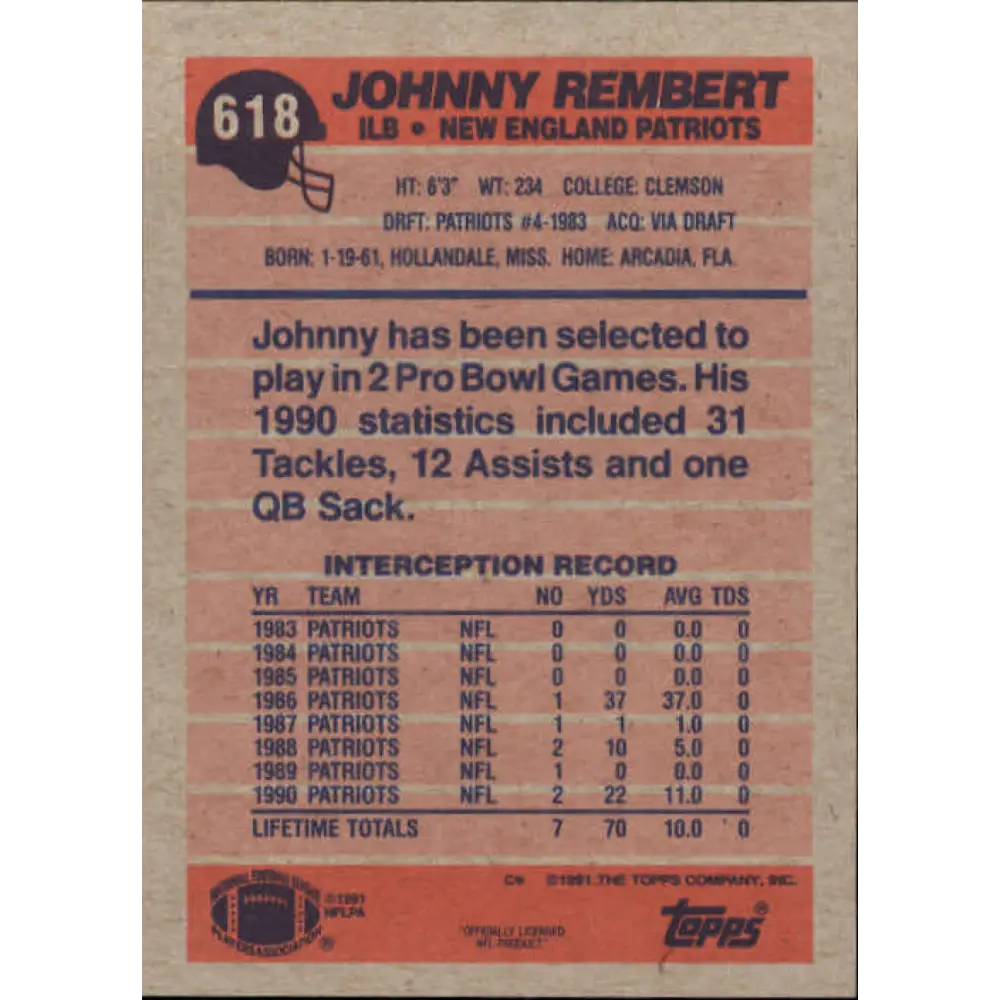 618
JOHNNY REMBERT
ILB • NEW ENGLAND PATRIOTS
HT: 6'3" WT: 234 COLLEGE: CLEMSON
DRFT: PATRIOTS #4-1983 ACQ: VIA DRAFT
BORN: 1-19-61, HOLLANDALE, MISS. HOME: ARCADIA, FLA.
Johnny has been selected to
play in 2 Pro Bowl Games. His
1990 statistics included 31
Tackles, 12 Assists and one
QB Sack.
INTERCEPTION RECORD
YR TEAM NO YDS AVG TDS
1983 PATRIOTS NFL 0 0 0.0 0
1984 PATRIOTS NFL 0 0 0.0 0
1985 PATRIOTS NFL 0 0 0.0 0
1986 PATRIOTS NFL 1 37 37.0 0
1987 PATRIOTS NFL 1 1 1.0 0
1988 PATRIOTS NFL 2 10 5.0 0
1989 PATRIOTS NFL 1 0 0.0 0
1990 PATRIOTS NFL 2 22 11.0 0
LIFETIME TOTALS 7 70 10.0 0
©1991 THE TOPPS COMPANY, INC.
NATIONAL FOOTBALL LEAGUE
PLAYERS ASSOCIATION ®
©1991
NFLPA
"OFFICIALLY LICENSED
NFL PRODUCT"
topps®